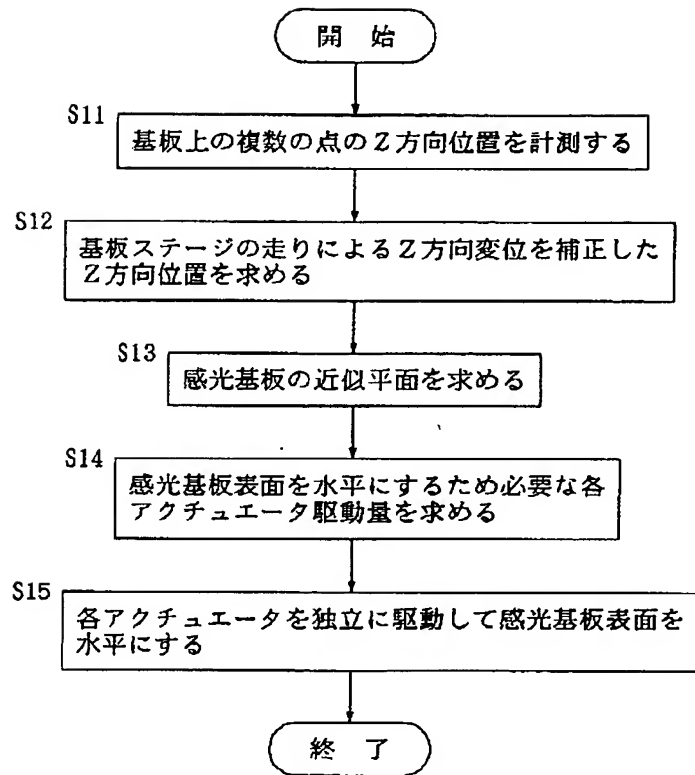 開 始
S11
基板上の複数の点のZ方向位置を計測する
S12
基板ステージの走りによるZ方向変位を補正した
Z方向位置を求める
S13
感光基板の近似平面を求める
S14
感光基板表面を水平にするため必要な各
アクチュエータ駆動量を求める
S15
各アクチュエータを独立に駆動して感光基板表面を
水平にする
終 了